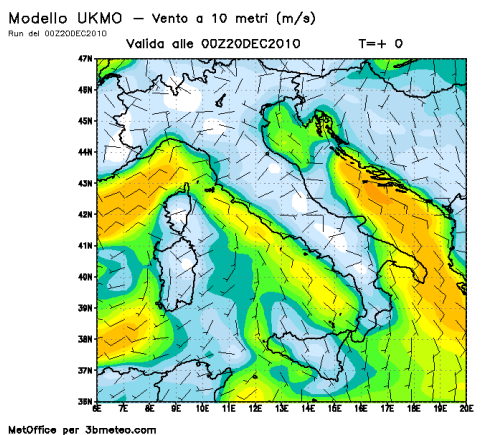 Modello UKMO – Vento a 10 metri (m/s)
Run del 00Z20DEC2010
Valida alle 00Z20DEC2010 T=+ 0
47N
46N
45N
44N
43N
42N
41N
40N
39N
38N
37N
36N
35N
6E 7E 8E 9E 10E 11E 12E 13E 14E 15E 16E 17E 18E 19E 20E
MetOffice per 3bmeteo.com